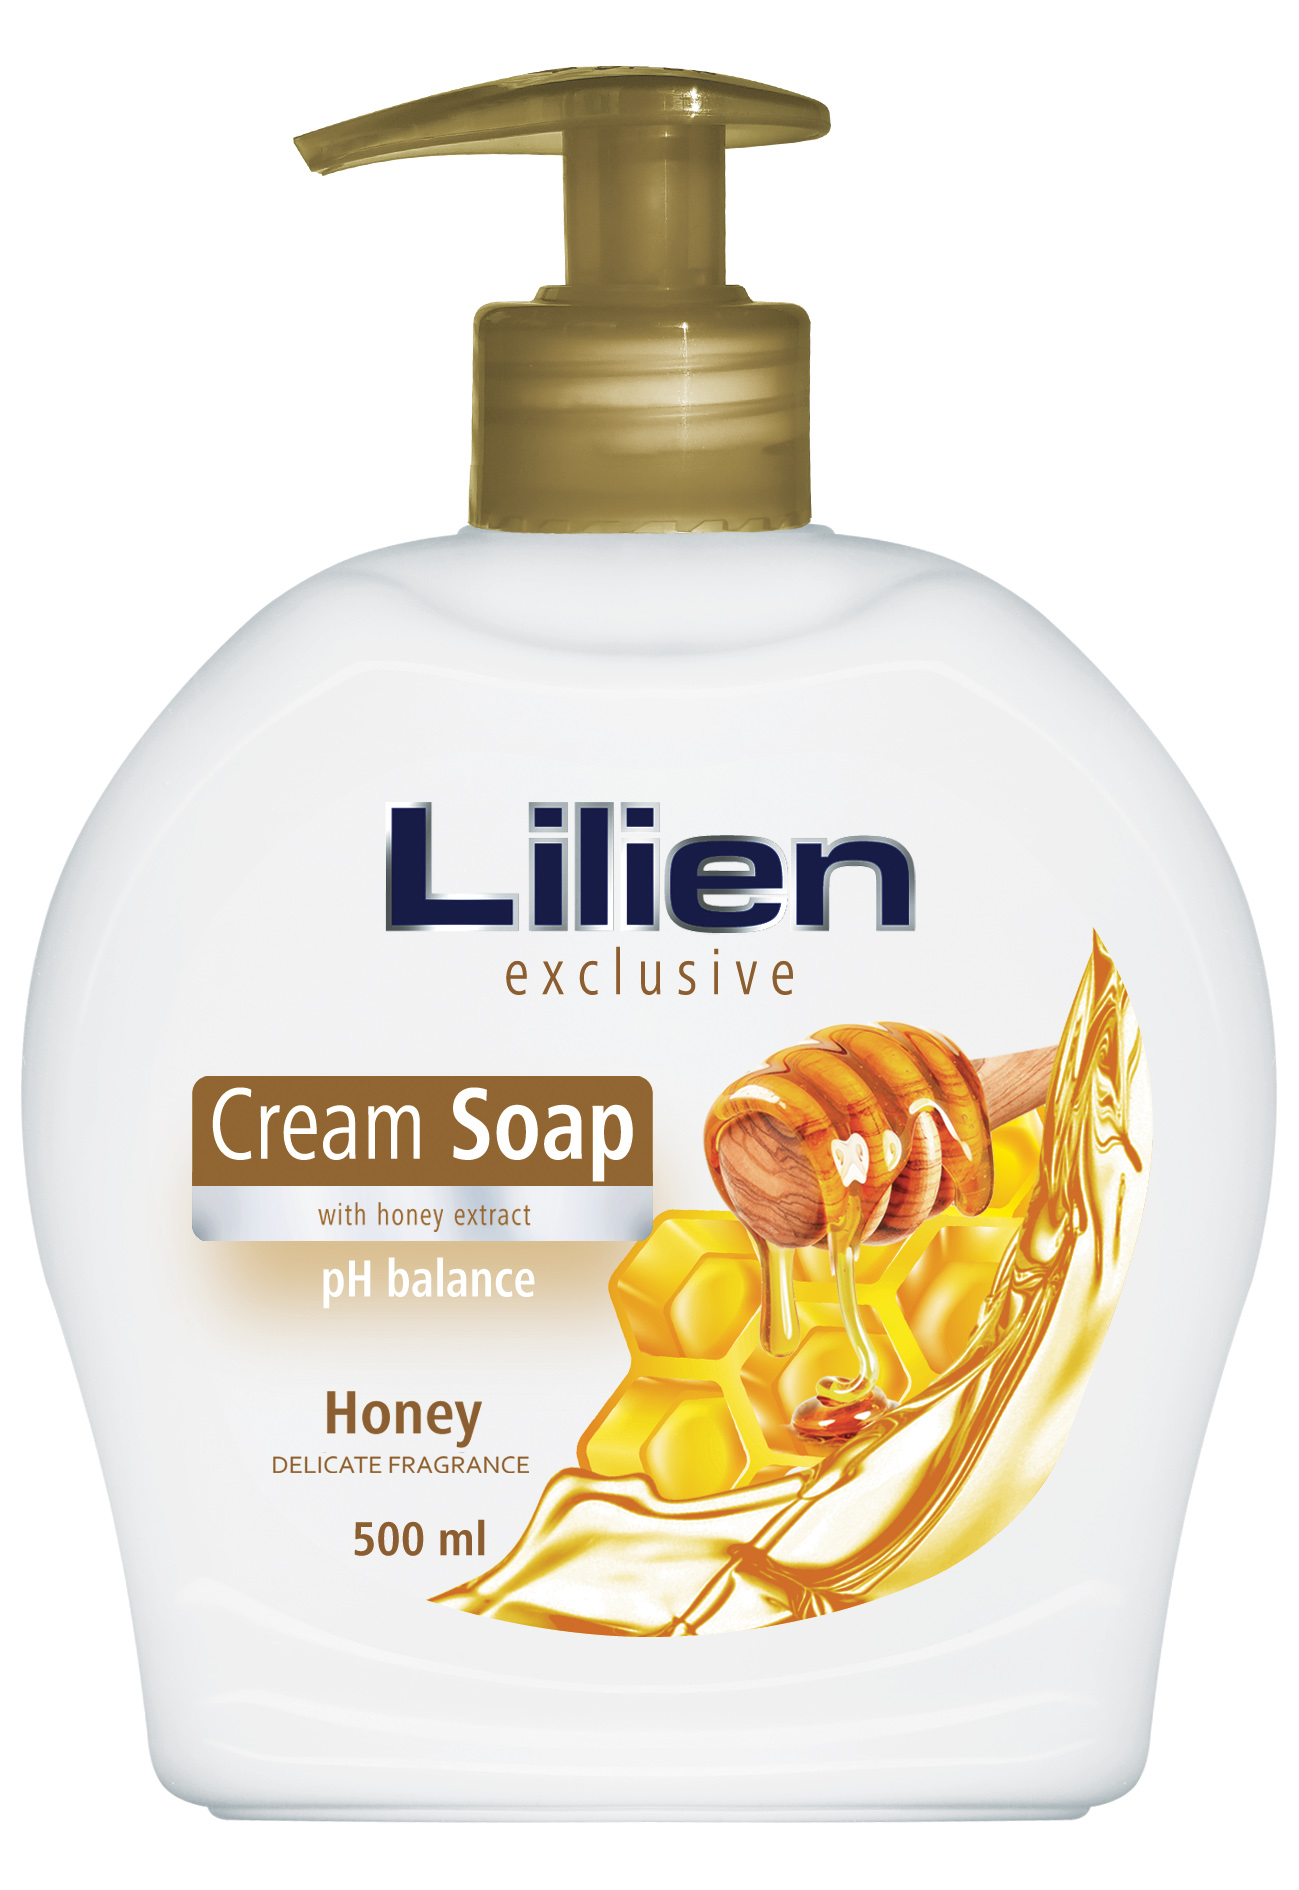 Lilien
exclusive
Cream Soap
with honey extract
pH balance
Honey
DELICATE FRAGRANCE
500 ml